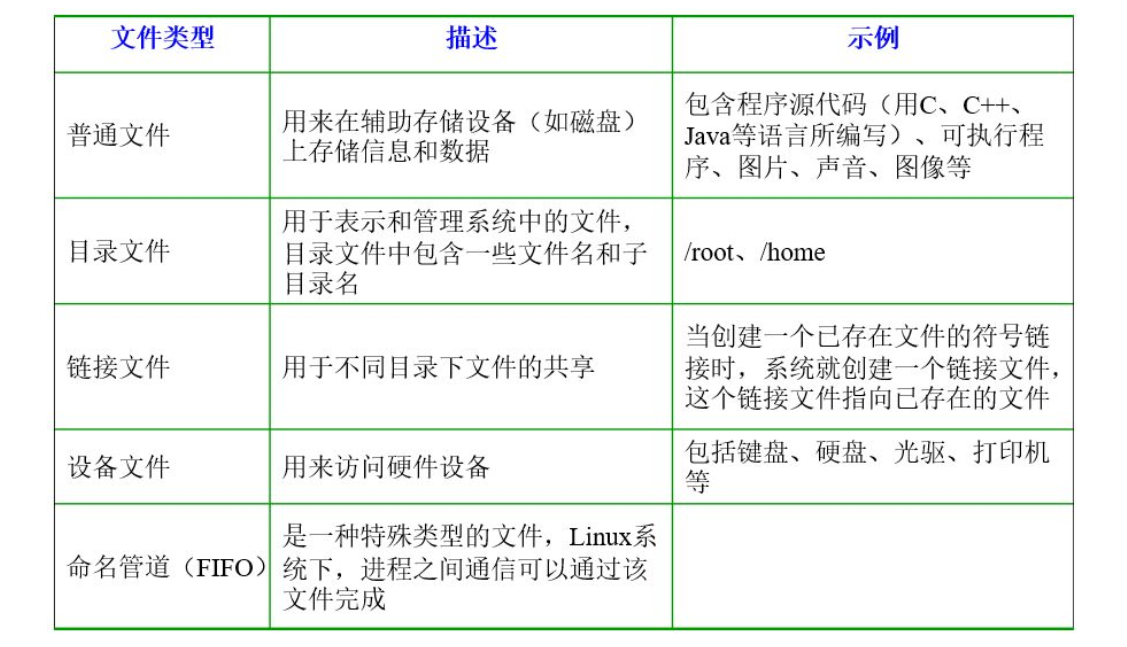 文件类型
描述
示例
普通文件
用来在辅助存储设备（如磁盘）
上存储信息和数据
包含程序源代码（用C、C++、
Java等语言所编写）、可执行程
序、图片、声音、图像等
目录文件
用于表示和管理系统中的文件，
目录文件中包含一些文件名和子
目录名
/root、/home
链接文件
用于不同目录下文件的共享
当创建一个已存在文件的符号链
接时，系统就创建一个链接文件，
这个链接文件指向已存在的文件
设备文件
用来访问硬件设备
包括键盘、硬盘、光驱、打印机
等
命名管道（FIFO）
是一种特殊类型的文件，Linux系
统下，进程之间通信可以通过该
文件完成